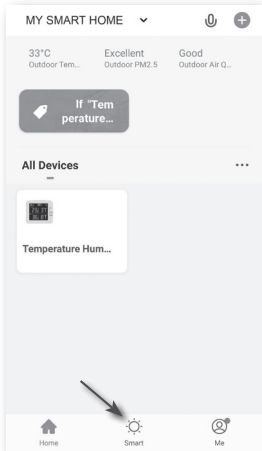 MY SMART HOME
33°C Excellent Good
Outdoor Tem... Outdoor PM2.5 Outdoor Air Q...
If "Tem
perature...
All Devices
Temperature Hum...
Home Smart Me